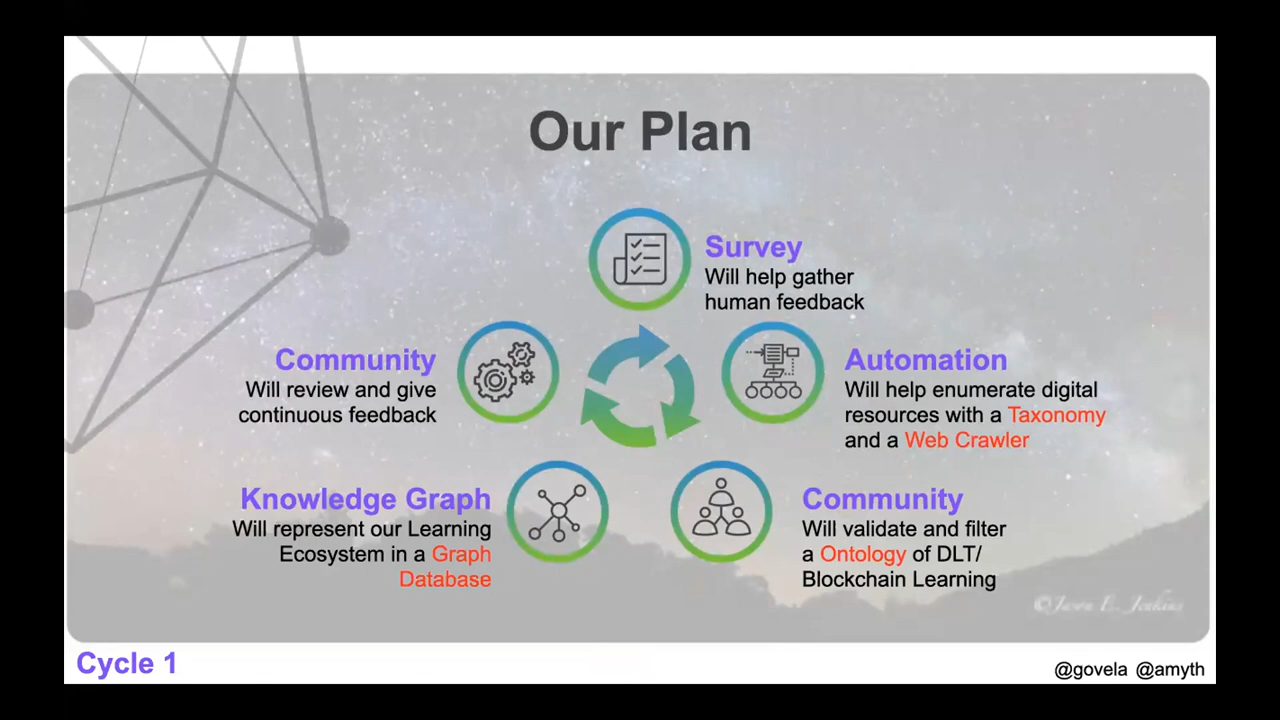 Our Plan
Survey
Will help gather
human feedback
Automation
Will help enumerate digital
resources with a Taxonomy
and a Web Crawler
Community
Will validate and filter
a Ontology of DLT/
Blockchain Learning
Knowledge Graph
Will represent our Learning
Ecosystem in a Graph
Database
Community
Will review and give
continuous feedback
©Jason E. Jenkins
Cycle 1
@govela @amyth